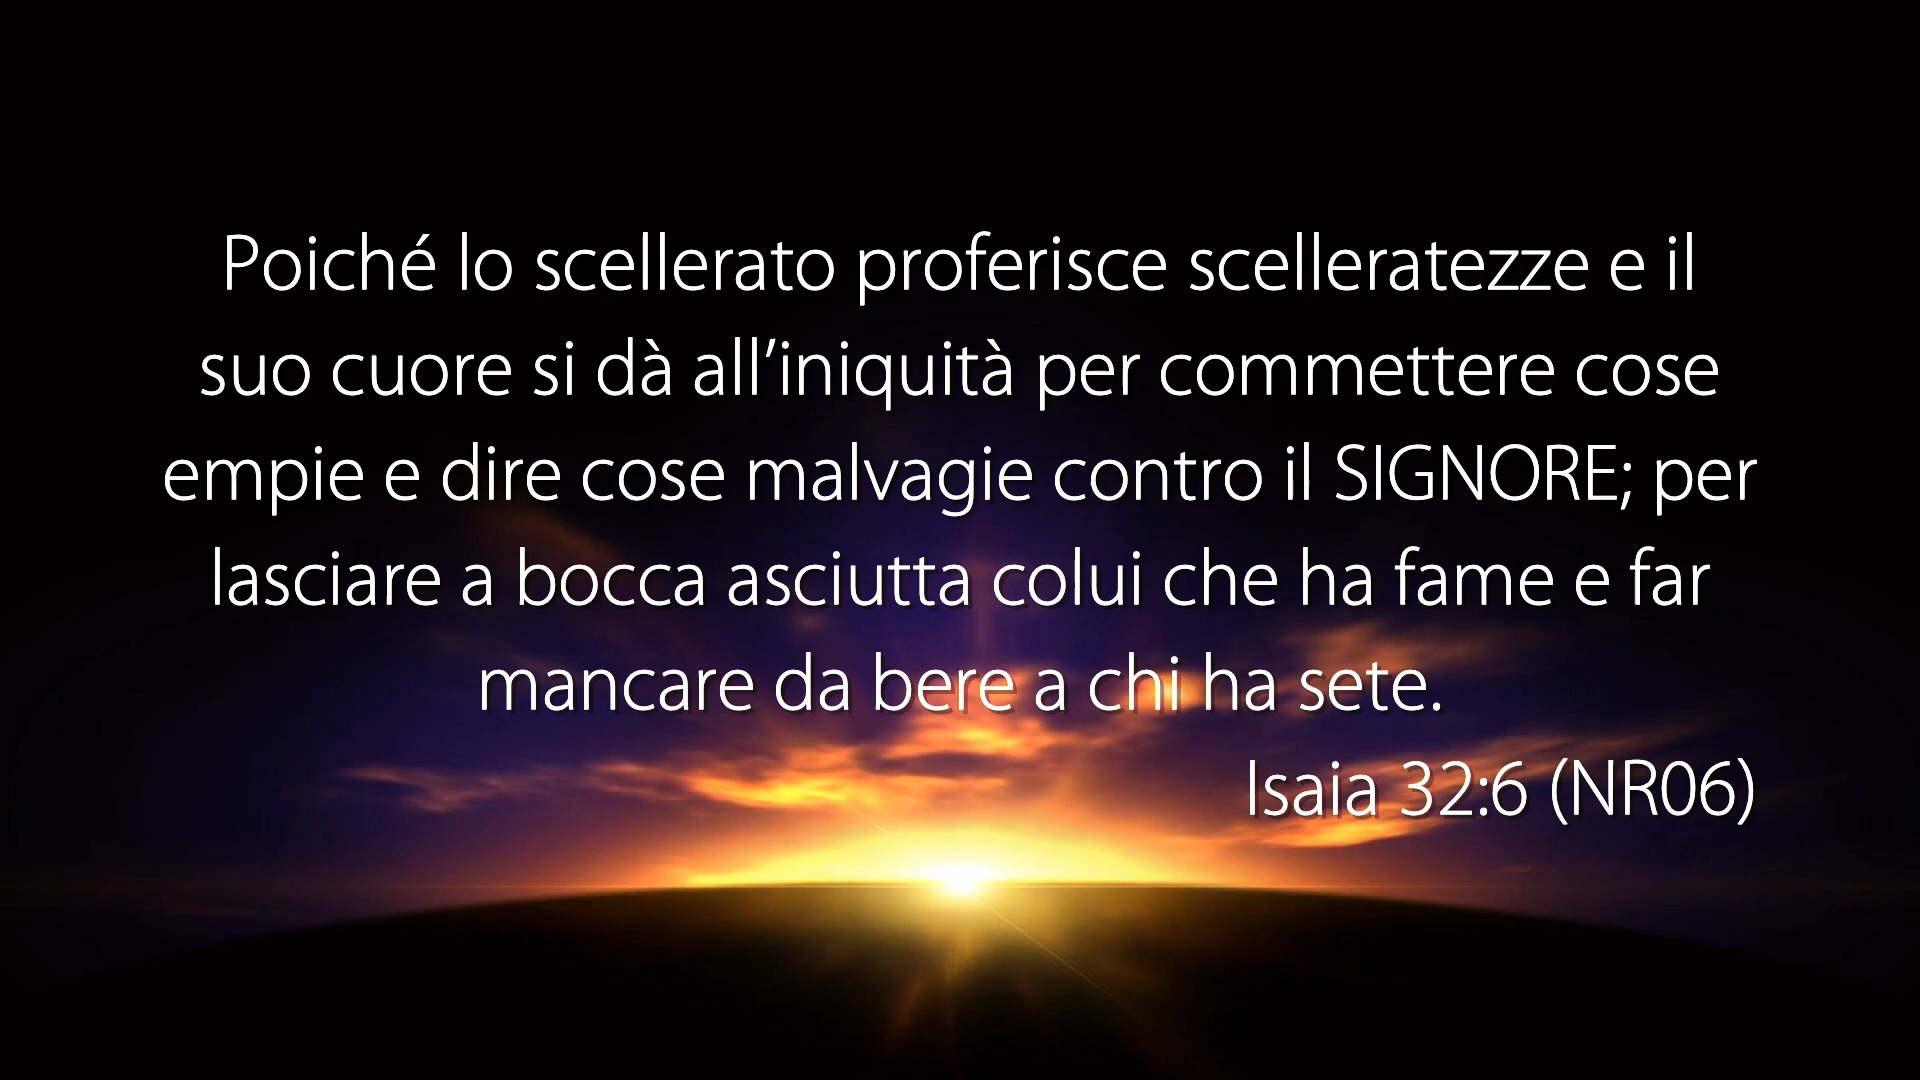 Poiché lo scellerato proferisce scelleratezze e il
suo cuore si dà all’iniquità per commettere cose
empie e dire cose malvagie contro il SIGNORE; per
lasciare a bocca asciutta colui che ha fame e far
mancare da bere a chi ha sete.
Isaia 32:6 (NR06)